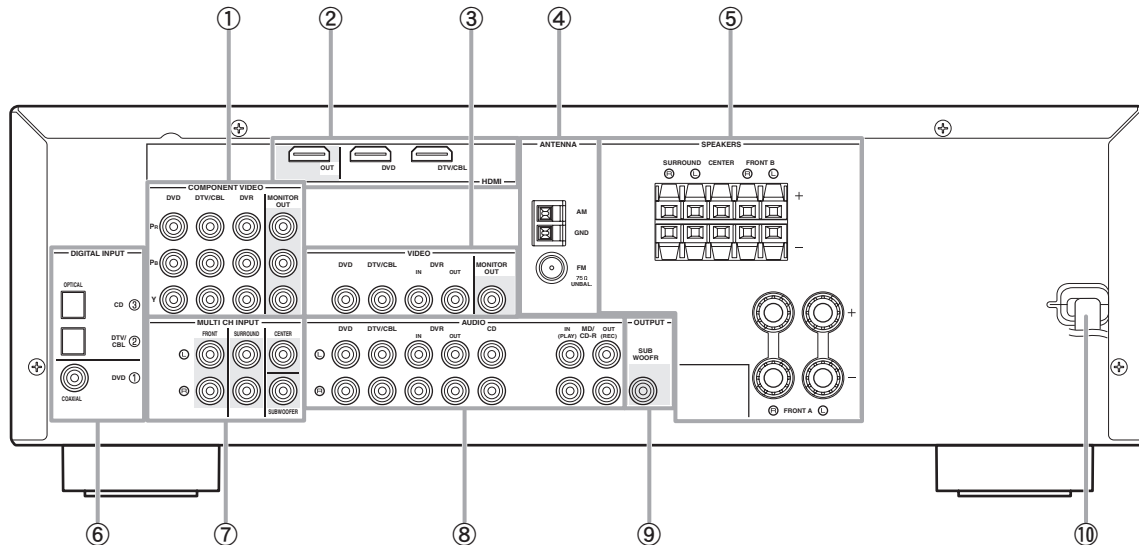 ① ② ③ ④ ⑤
ANTENNA
SPEAKERS
SURROUND CENTER FRONT B
R L R L
+
–
OUT
DVD
DTV/CBL
HDMI
AM
GND
FM
75Ω
UNBAL.
COMPONENT VIDEO
DVD DTV/CBL DVR MONITOR
OUT
PR
PB
Y
DIGITAL INPUT
OPTICAL
CD ③
DTV/
CBL ②
DVD ①
COAXIAL
VIDEO
DVD DTV/CBL DVR MONITOR
IN OUT OUT
MULTI CH INPUT
FRONT SURROUND CENTER
L
R
SUBWOOFER
AUDIO
DVD DTV/CBL DVR CD
IN OUT
IN MD/ OUT
(PLAY) CD-R (REC)
L
R
OUTPUT
SUB
WOOFR
+
–
R FRONT A L
⑥ ⑦ ⑧ ⑨ ⑩